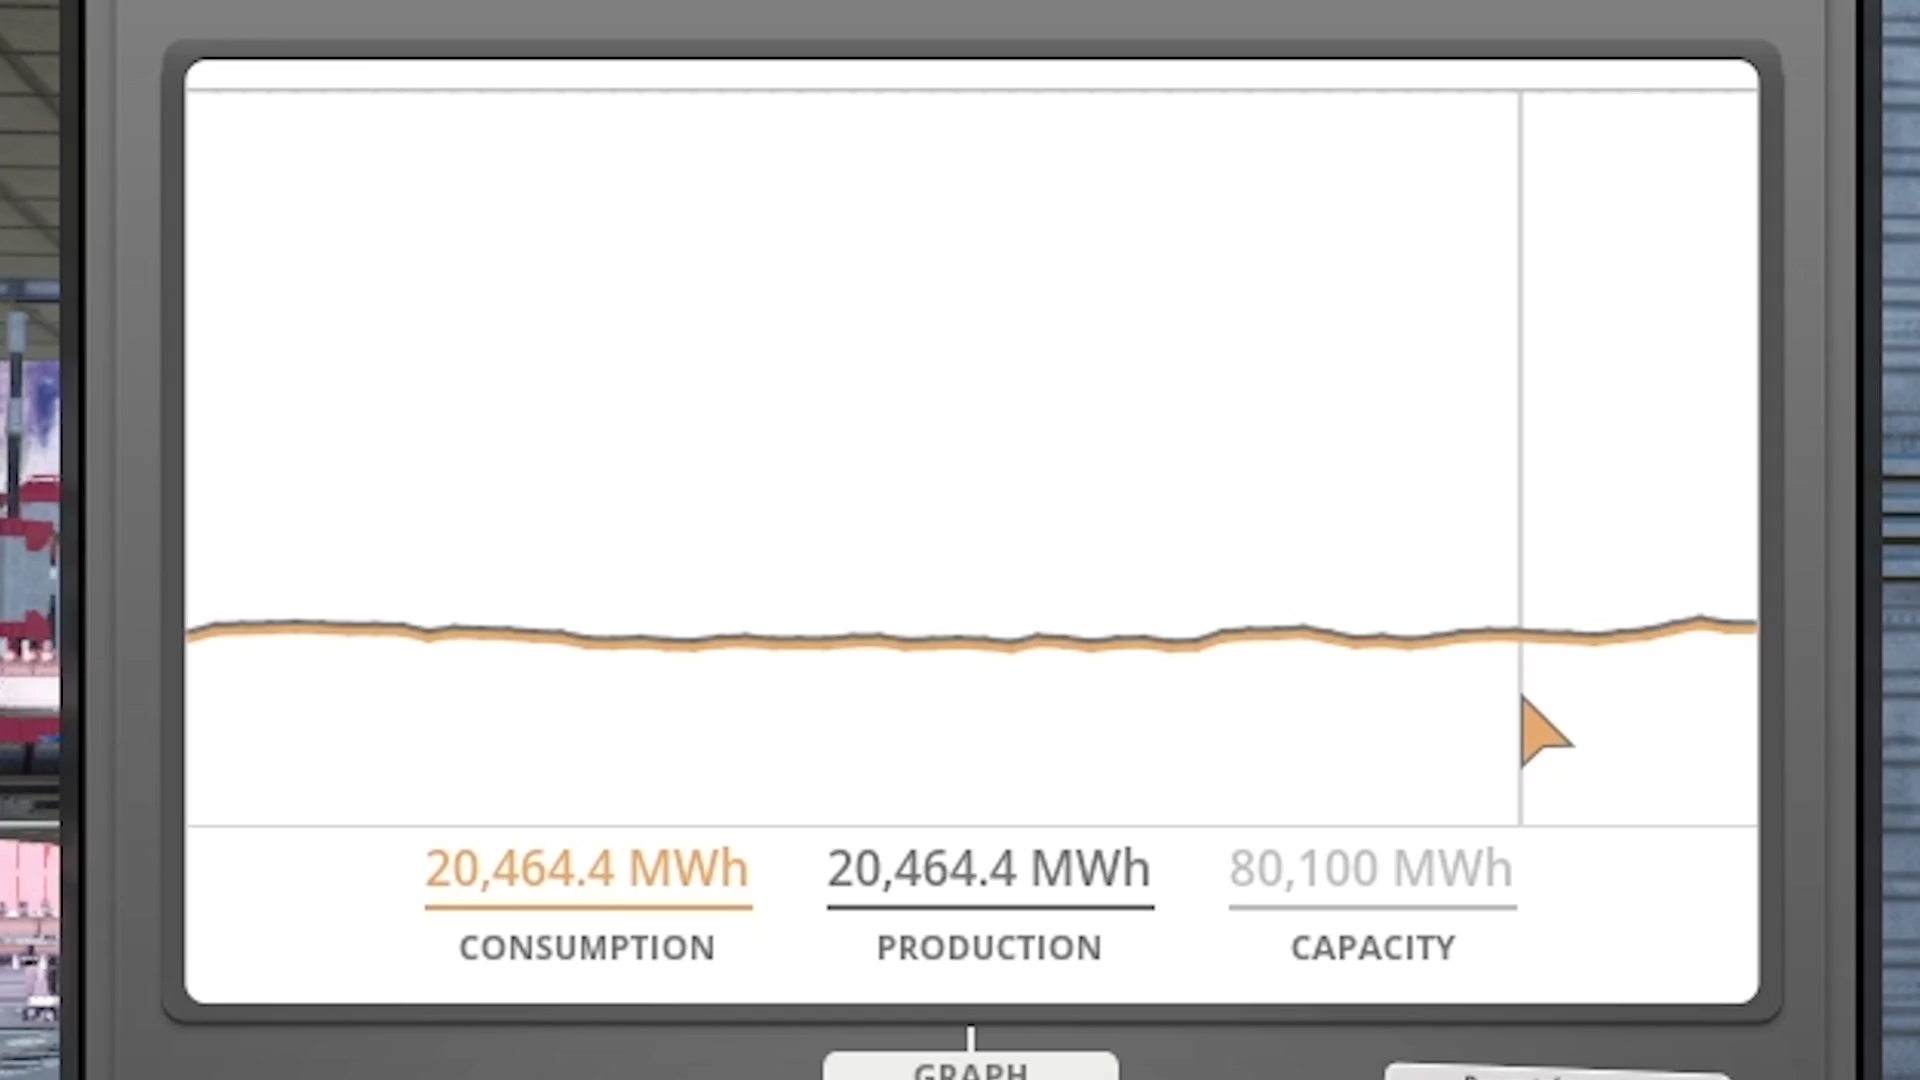 20,464.4 MWh 20,464.4 MWh 80,100 MWh
CONSUMPTION PRODUCTION CAPACITY
GRAPH